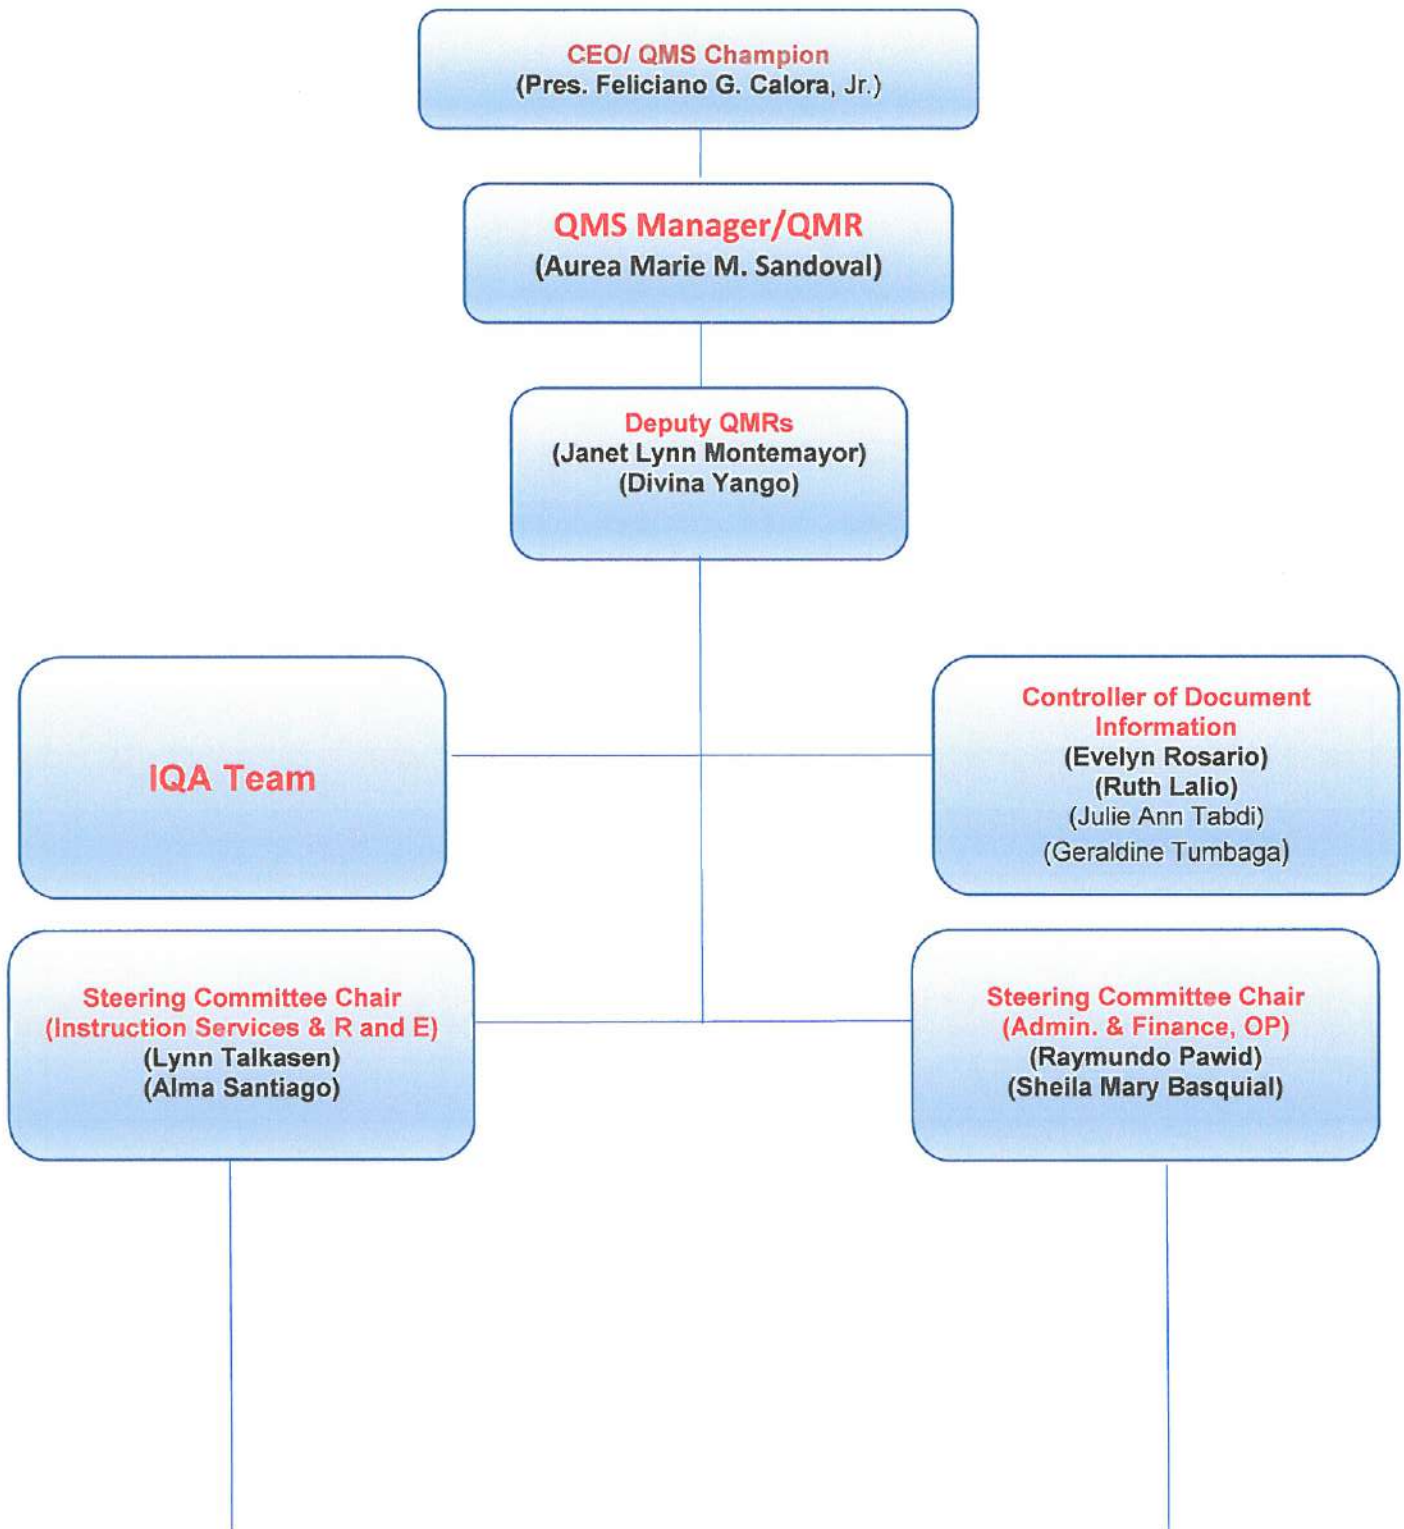 CEO/ QMS Champion
(Pres. Feliciano G. Calora, Jr.)
QMS Manager/QMR
(Aurea Marie M. Sandoval)
Deputy QMRs
(Janet Lynn Montemayor)
(Divina Yango)
IQA Team
Controller of Document
Information
(Evelyn Rosario)
(Ruth Lalio)
(Julie Ann Tabdi)
(Geraldine Tumbaga)
Steering Committee Chair
(Instruction Services & R and E)
(Lynn Talkasen)
(Alma Santiago)
Steering Committee Chair
(Admin. & Finance, OP)
(Raymundo Pawid)
(Sheila Mary Basquial)